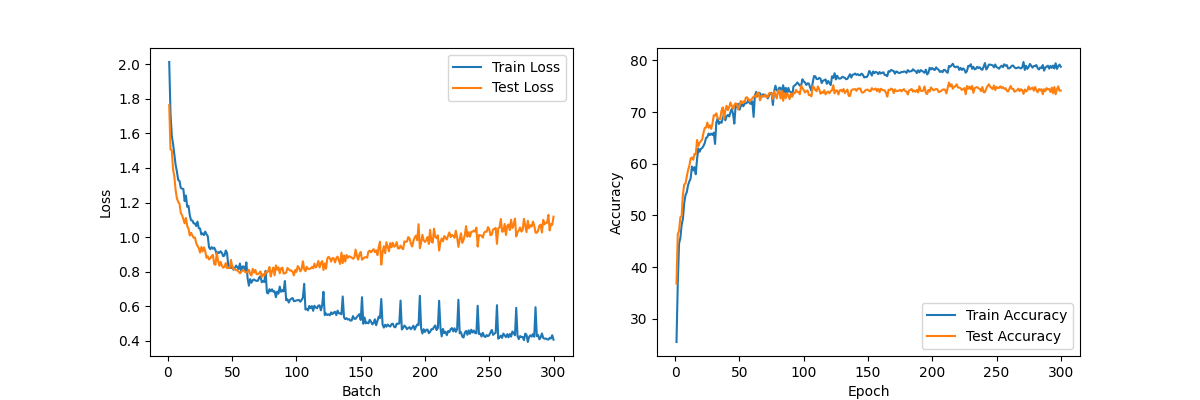 2.0
1.8
1.6
1.4
1.2
1.0
0.8
0.6
0.4
Loss
0 50 100 150 200 250 300
Batch
Train Loss
Test Loss
80
70
60
50
40
30
Accuracy
0 50 100 150 200 250 300
Epoch
Train Accuracy
Test Accuracy